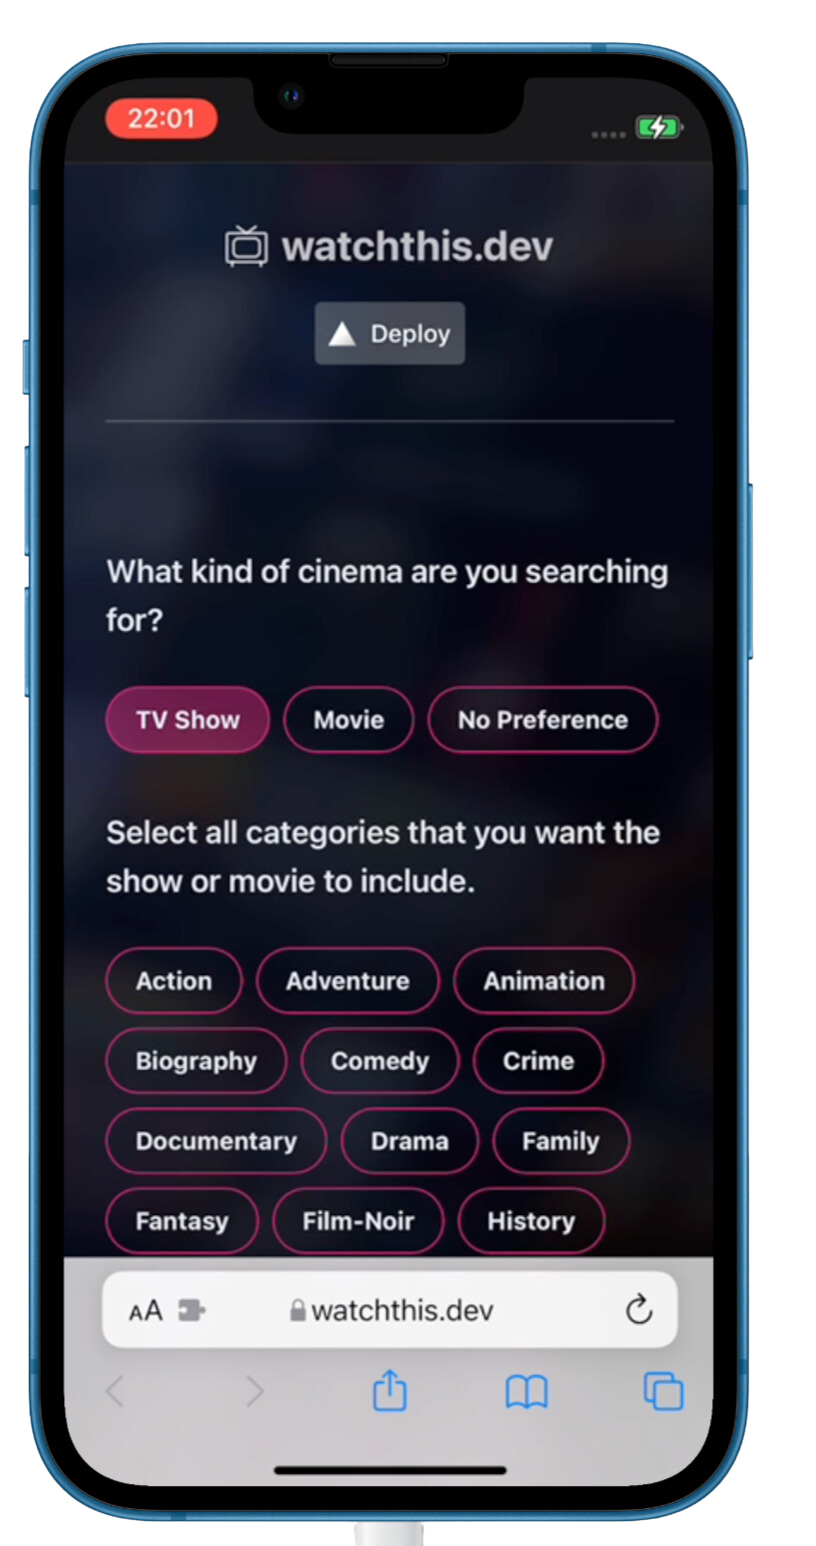 22:01
watchthis.dev
Deploy
What kind of cinema are you searching
for?
TV Show Movie No Preference
Select all categories that you want the
show or movie to include.
Action Adventure Animation
Biography Comedy Crime
Documentary Drama Family
Fantasy Film-Noir History
AA watchthis.dev